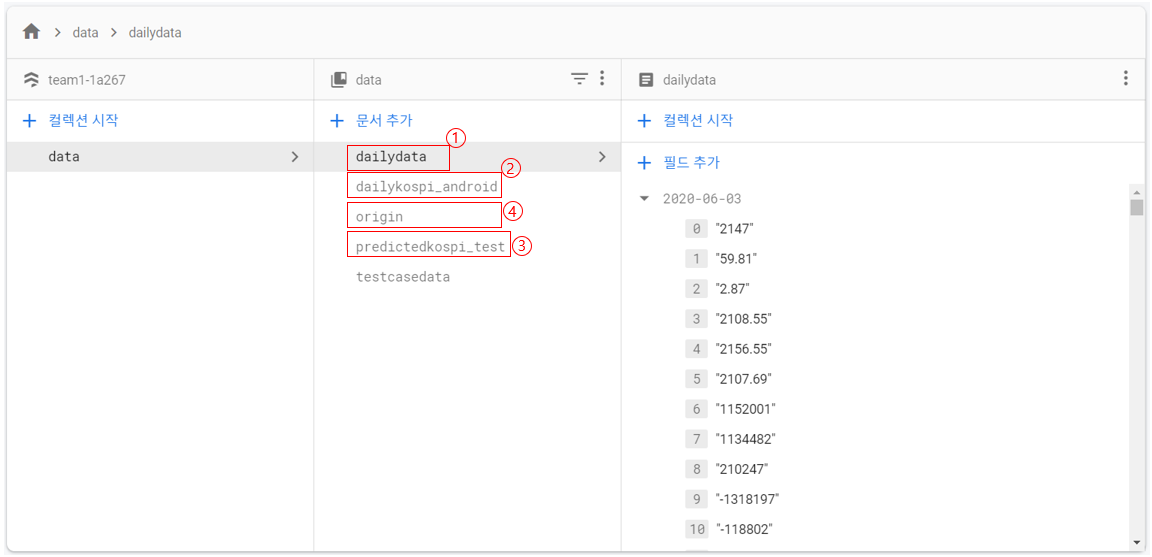 data dailydata
team1-1a267
컬렉션 시작
data
data
문서 추가
① dailydata
② dailykospi_android
④ origin
③ predictedkospi_test
testcasedata
dailydata
컬렉션 시작
필드 추가
2020-06-03
0 "2147"
1 "59.81"
2 "2.87"
3 "2108.55"
4 "2156.55"
5 "2107.69"
6 "1152001"
7 "1134482"
8 "210247"
9 "-1318197"
10 "-118802"